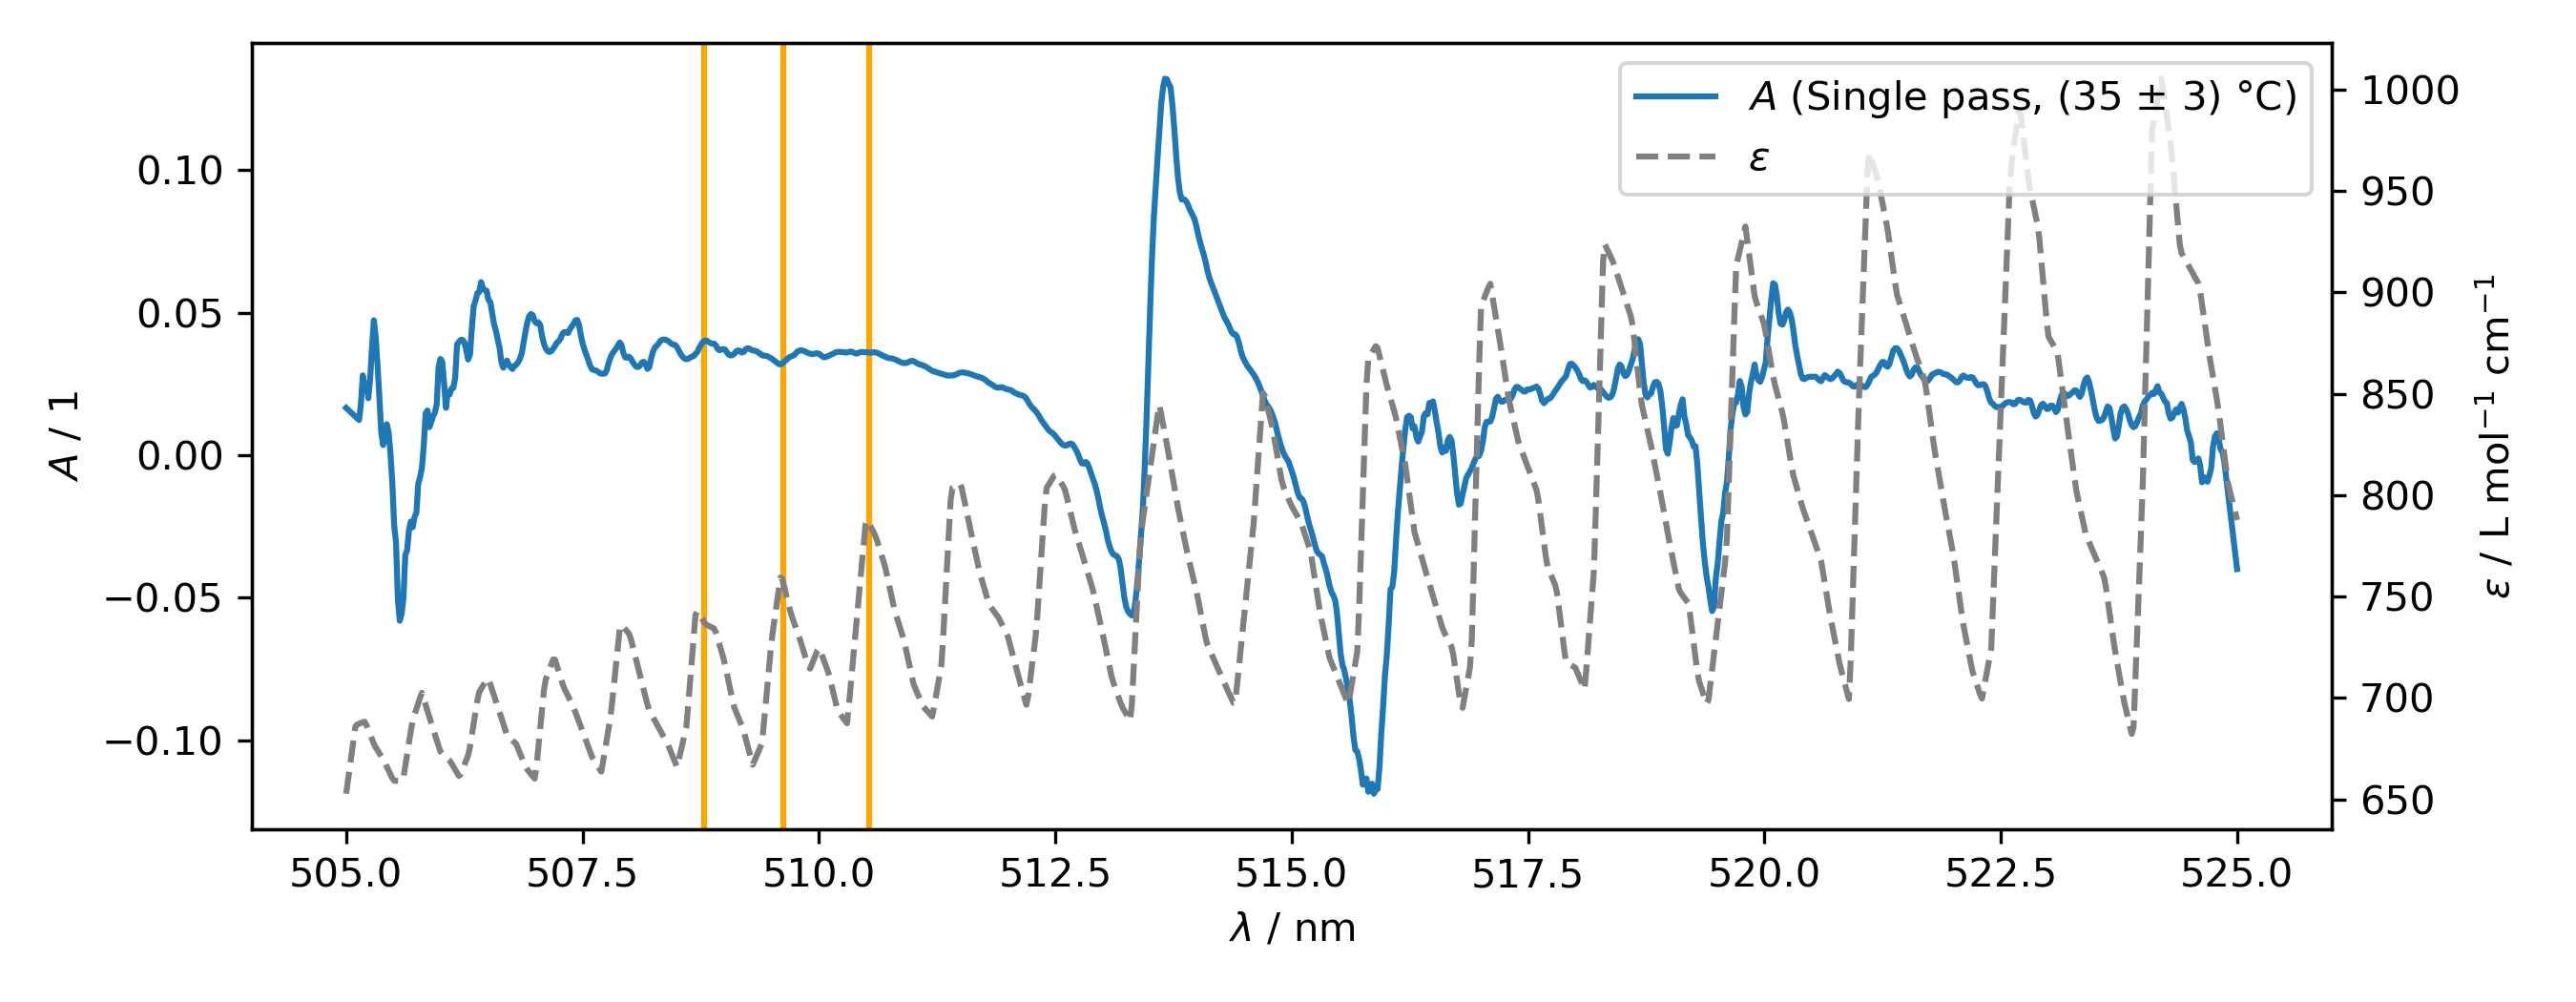 A (Single pass, (35 ± 3) °C)
ε
0.10
0.05
0.00
−0.05
−0.10
A / 1
1000
950
900
850
800
750
700
650
ε / L mol⁻¹ cm⁻¹
505.0 507.5 510.0 512.5 515.0 517.5 520.0 522.5 525.0
λ / nm